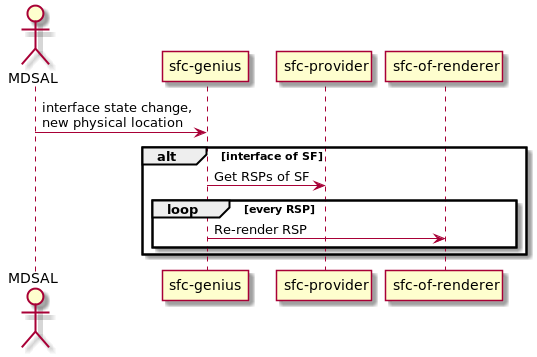 MDSAL
sfc-genius
sfc-provider
sfc-of-renderer
interface state change,
new physical location
alt
[interface of SF]
Get RSPs of SF
loop
[every RSP]
Re-render RSP
MDSAL
sfc-genius
sfc-provider
sfc-of-renderer